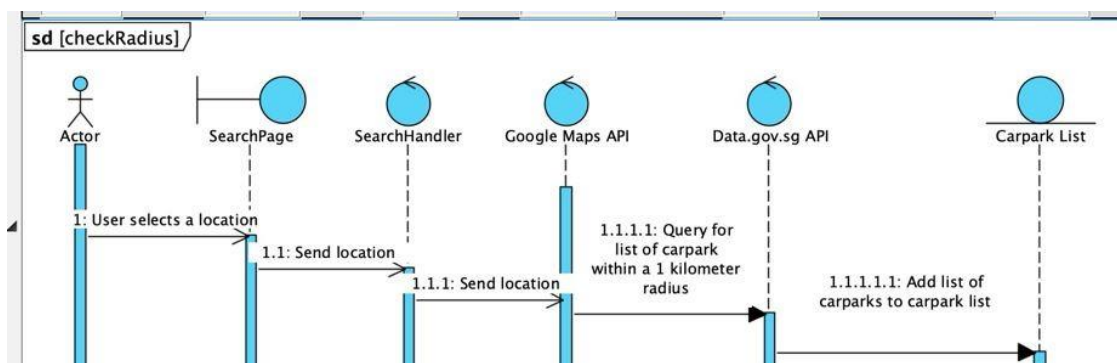 sd [checkRadius]
Actor
SearchPage
SearchHandler
Google Maps API
Data.gov.sg API
Carpark List
1: User selects a location
1.1: Send location
1.1.1: Send location
1.1.1.1: Query for
list of carpark
within a 1 kilometer
radius
1.1.1.1.1: Add list of
carparks to carpark list